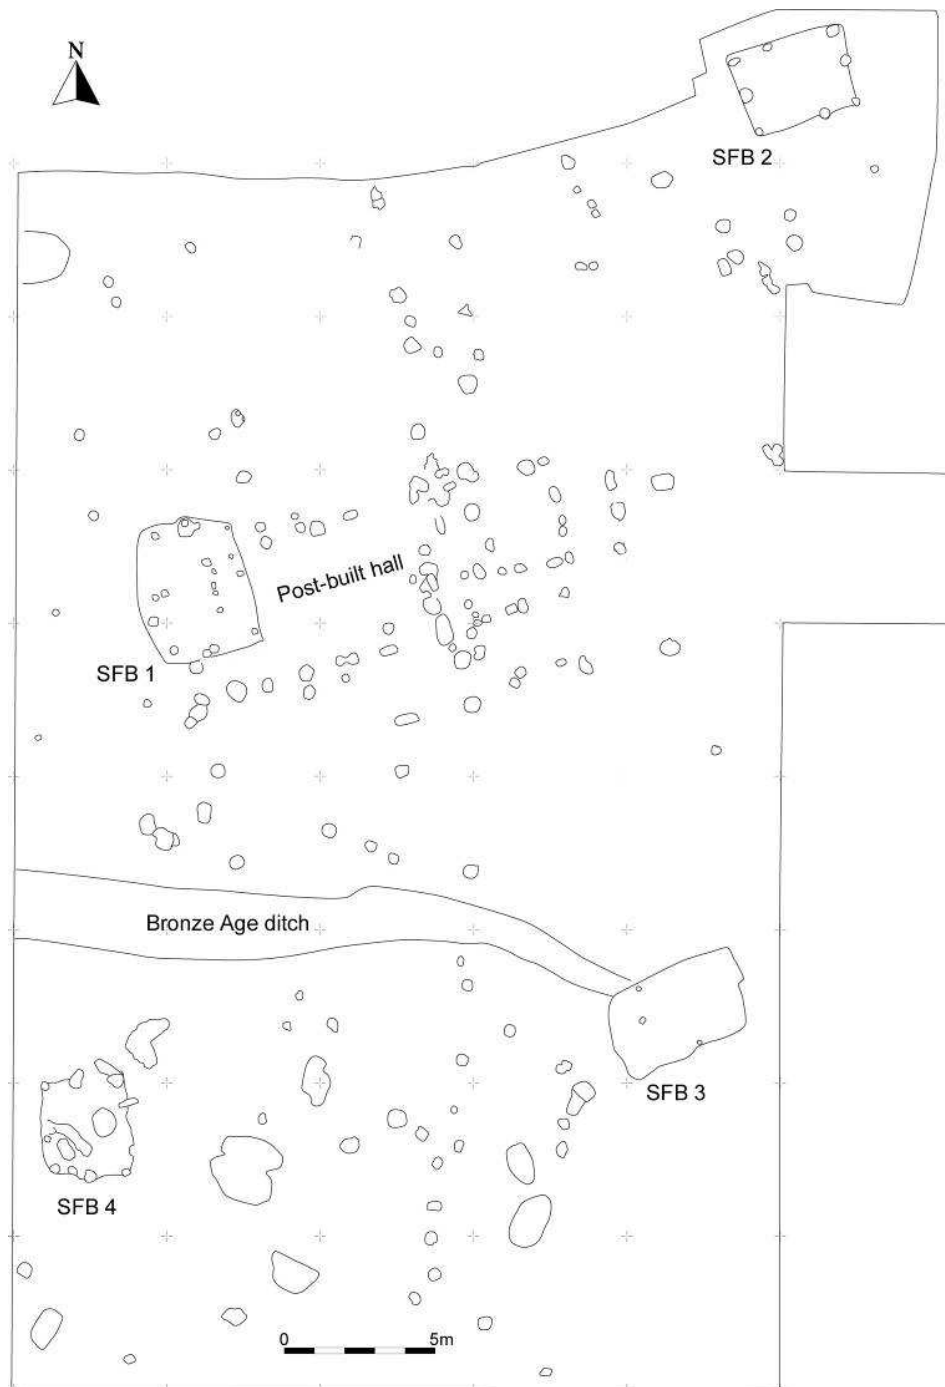 N
SFB 2
Post-built hall
SFB 1
Bronze Age ditch
SFB 3
SFB 4
0 5m